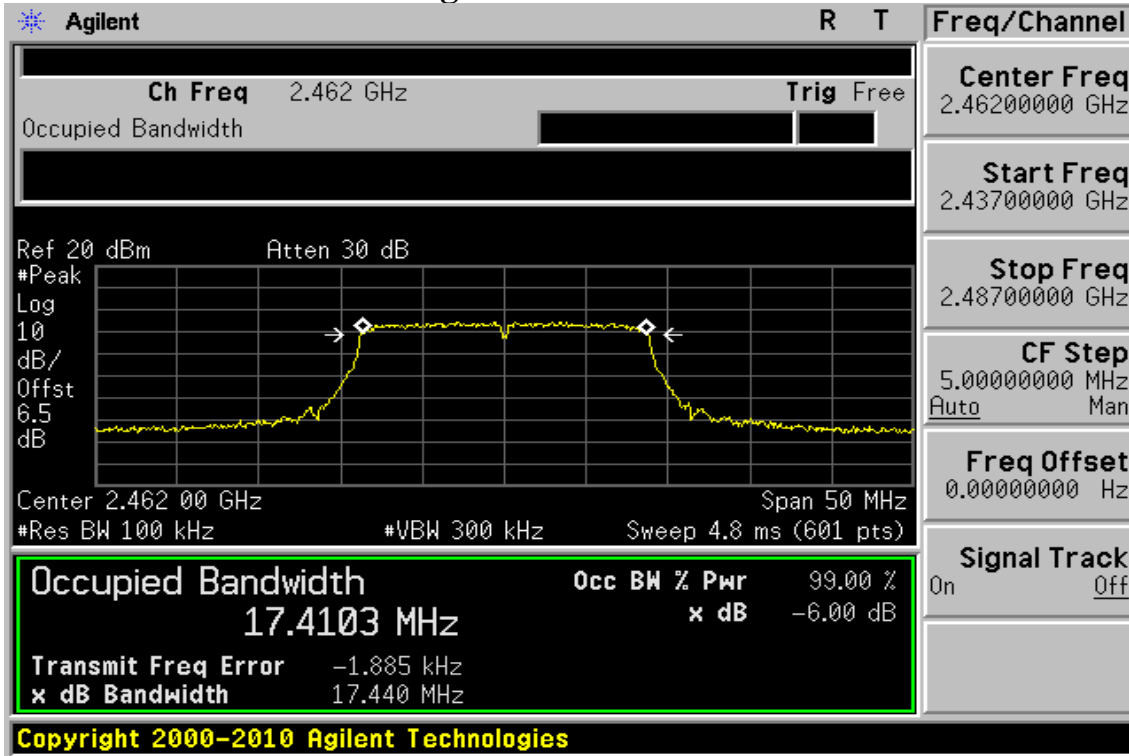 Agilent R T Freq/Channel
Ch Freq 2.462 GHz Trig Free
Occupied Bandwidth
Center Freq
2.46200000 GHz
Start Freq
2.43700000 GHz
Stop Freq
2.48700000 GHz
CF Step
5.00000000 MHz
Auto Man
Freq Offset
0.00000000 Hz
Signal Track
On Off
Ref 20 dBm Atten 30 dB
#Peak
Log
10
dB/
Offst
6.5
dB
Center 2.462 00 GHz Span 50 MHz
#Res BW 100 kHz #VBW 300 kHz Sweep 4.8 ms (601 pts)
Occupied Bandwidth Occ BW % Pwr 99.00 %
17.4103 MHz x dB -6.00 dB
Transmit Freq Error -1.885 kHz
x dB Bandwidth 17.440 MHz
Copyright 2000-2010 Agilent Technologies